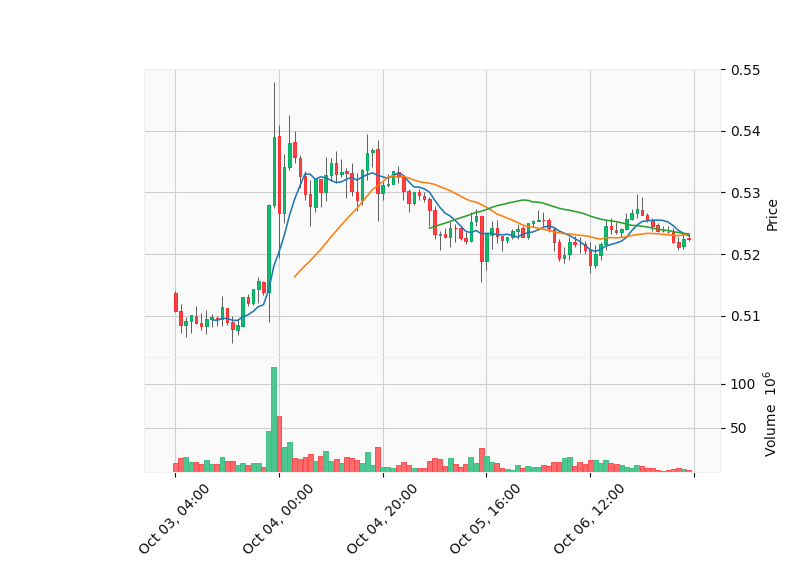 0.55
0.54
0.53
0.52
0.51
Price
100
50
Volume 10^6
Oct 03, 04:00
Oct 04, 00:00
Oct 04, 20:00
Oct 05, 16:00
Oct 06, 12:00